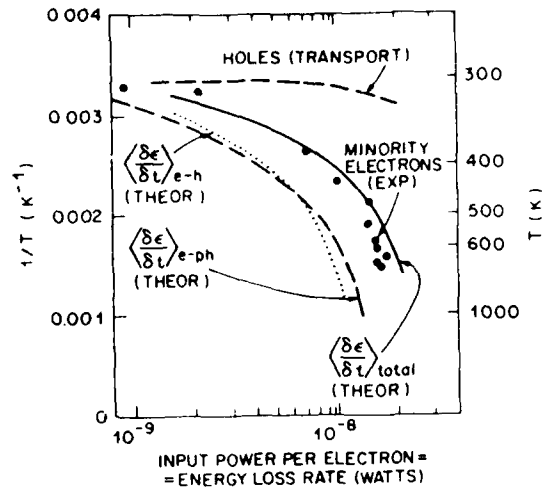 0.004
0.003
0.002
0.001
0
1/T (K⁻¹)
HOLES (TRANSPORT)
300
400
500
600
1000
T (K)
MINORITY
ELECTRONS
(EXP)
⟨δε/δt⟩e-h
(THEOR)
⟨δε/δt⟩e-ph
(THEOR)
⟨δε/δt⟩total
(THEOR)
10⁻⁹
10⁻⁸
INPUT POWER PER ELECTRON =
= ENERGY LOSS RATE (WATTS)